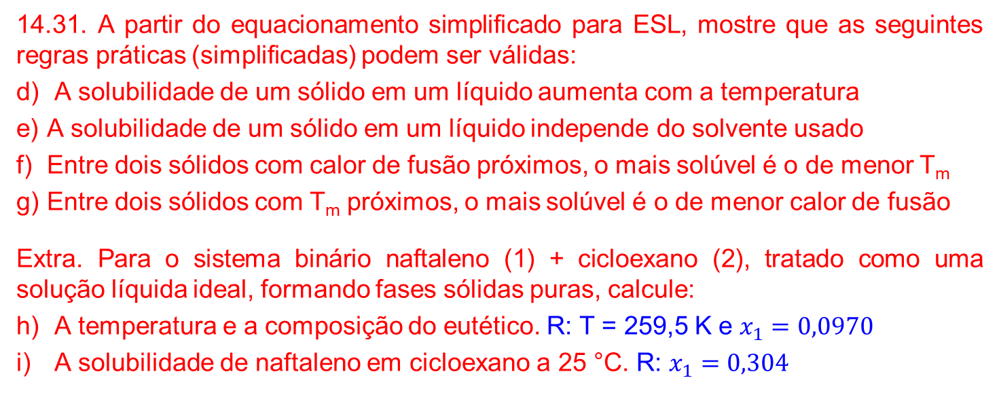 14.31. A partir do equacionamento simplificado para ESL, mostre que as seguintes
regras práticas (simplificadas) podem ser válidas:
d) A solubilidade de um sólido em um líquido aumenta com a temperatura
e) A solubilidade de um sólido em um líquido independe do solvente usado
f) Entre dois sólidos com calor de fusão próximos, o mais solúvel é o de menor Tₘ
g) Entre dois sólidos com Tₘ próximos, o mais solúvel é o de menor calor de fusão
Extra. Para o sistema binário naftaleno (1) + cicloexano (2), tratado como uma
solução líquida ideal, formando fases sólidas puras, calcule:
h) A temperatura e a composição do eutético. R: T = 259,5 K e 𝑥₁ = 0,0970
i) A solubilidade de naftaleno em cicloexano a 25 °C. R: 𝑥₁ = 0,304